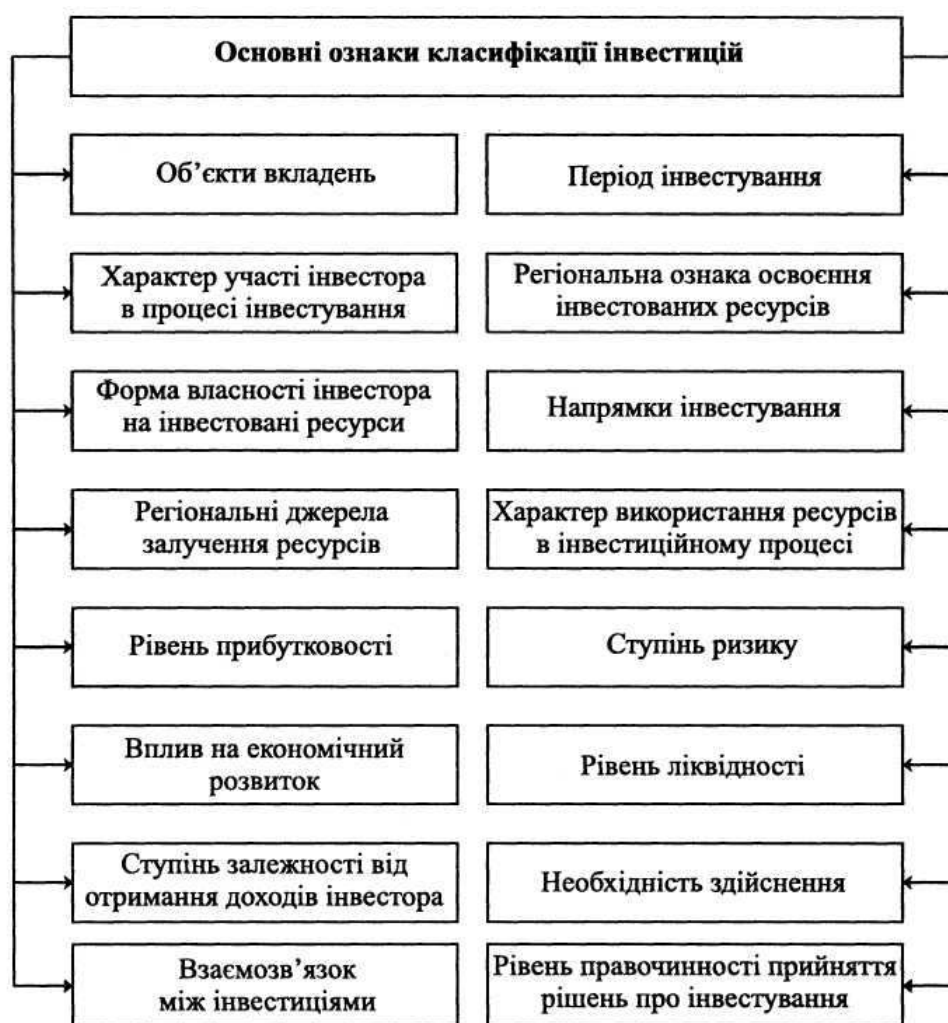 Основні ознаки класифікації інвестицій
Об’єкти вкладень
Період інвестування
Характер участі інвестора
в процесі інвестування
Регіональна ознака освоєння
інвестованих ресурсів
Форма власності інвестора
на інвестовані ресурси
Напрямки інвестування
Регіональні джерела
залучення ресурсів
Характер використання ресурсів
в інвестиційному процесі
Рівень прибутковості
Ступінь ризику
Вплив на економічний
розвиток
Рівень ліквідності
Ступінь залежності від
отримання доходів інвестора
Необхідність здійснення
Взаємозв’язок
між інвестиціями
Рівень правочинності прийняття
рішень про інвестування